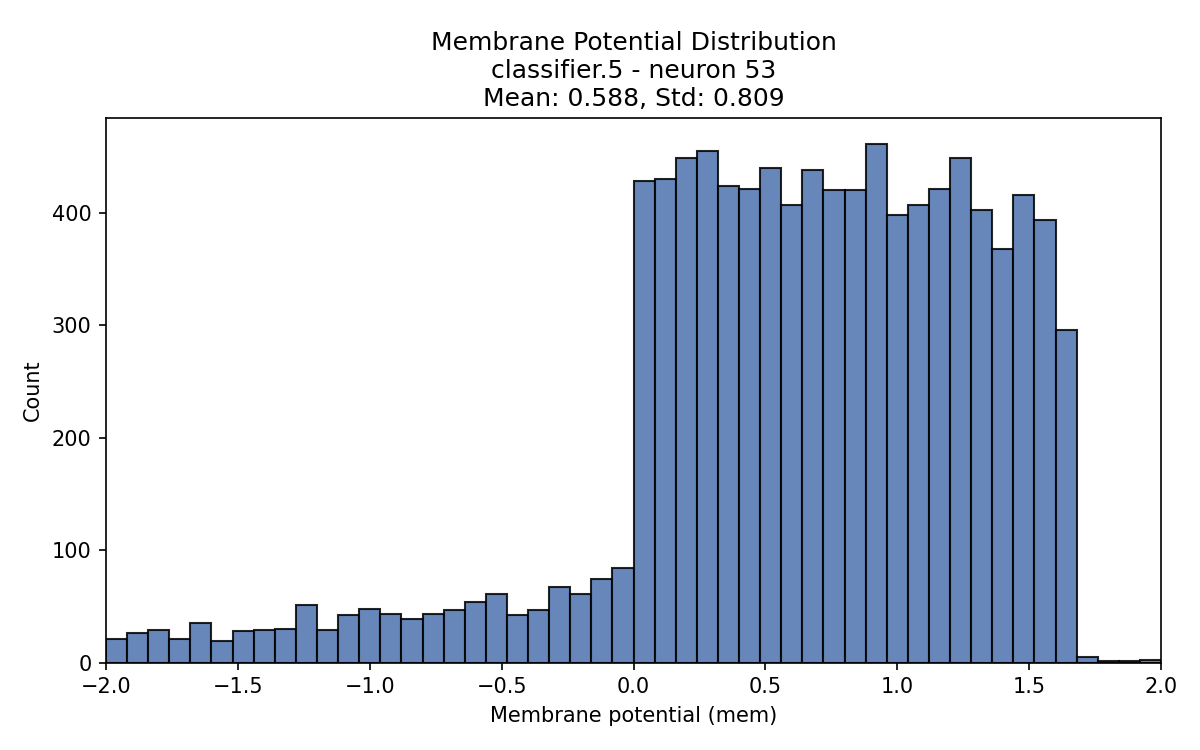 Membrane Potential Distribution
classifier.5 - neuron 53
Mean: 0.588, Std: 0.809
Count
400
300
200
100
0
−2.0 −1.5 −1.0 −0.5 0.0 0.5 1.0 1.5 2.0
Membrane potential (mem)